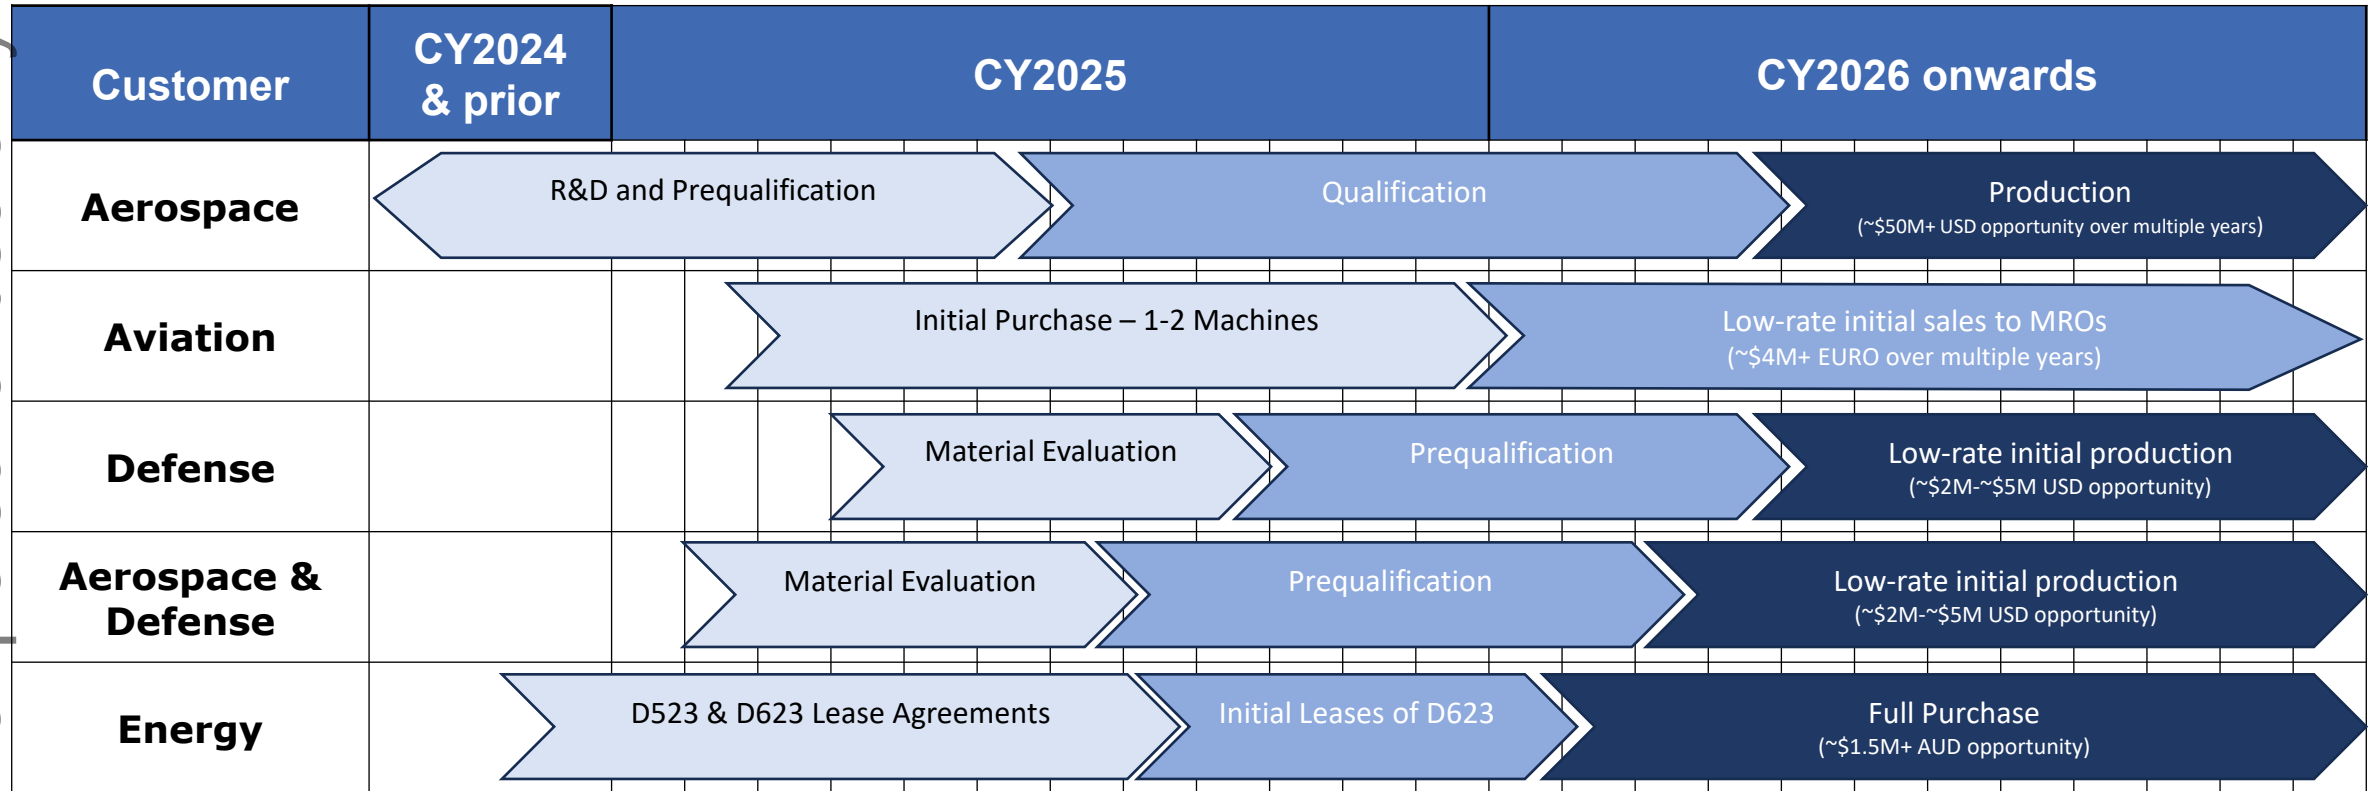 Customer
CY2024
& prior
CY2025
CY2026 onwards
Aerospace
R&D and Prequalification
Qualification
Production
(~$50M+ USD opportunity over multiple years)
Aviation
Initial Purchase – 1-2 Machines
Low-rate initial sales to MROs
(~$4M+ EURO over multiple years)
Defense
Material Evaluation
Prequalification
Low-rate initial production
(~$2M-~$5M USD opportunity)
Aerospace &
Defense
Material Evaluation
Prequalification
Low-rate initial production
(~$2M-~$5M USD opportunity)
Energy
D523 & D623 Lease Agreements
Initial Leases of D623
Full Purchase
(~$1.5M+ AUD opportunity)